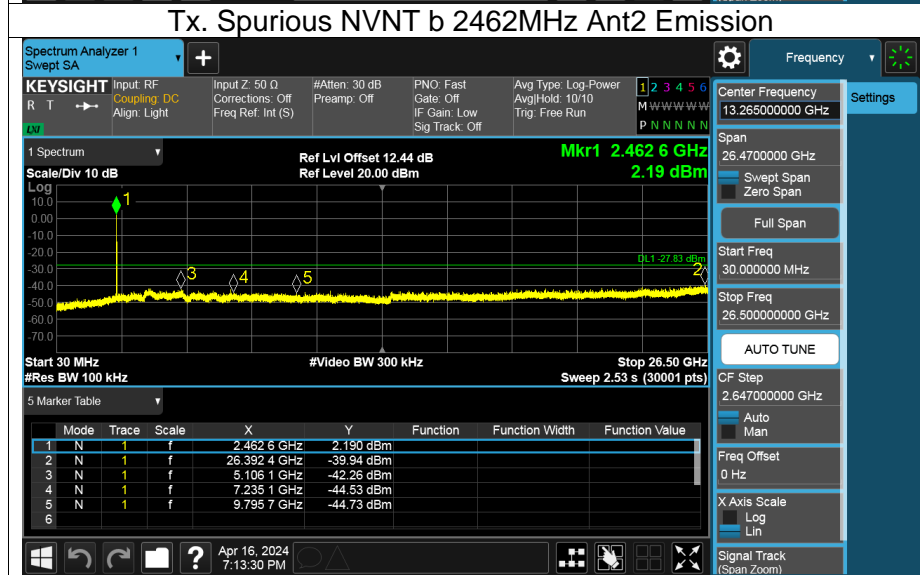 (Span Zoom)
Tx. Spurious NVNT b 2462MHz Ant2 Emission
Spectrum Analyzer 1
Swept SA
Frequency
KEYSIGHT
R T
LXI
Input: RF
Coupling: DC
Align: Light
Input Z: 50 Ω
Corrections: Off
Freq Ref: Int (S)
#Atten: 30 dB
Preamp: Off
PNO: Fast
Gate: Off
IF Gain: Low
Sig Track: Off
Avg Type: Log-Power
Avg|Hold: 10/10
Trig: Free Run
1 2 3 4 5 6
M W W W W W
P N N N N N
1 Spectrum
Scale/Div 10 dB
Ref Lvl Offset 12.44 dB
Ref Level 20.00 dBm
Mkr1 2.462 6 GHz
2.19 dBm
Log
10.0
0.00
-10.0
-20.0
-30.0
-40.0
-50.0
-60.0
-70.0
1
3
4
5
2
DL1 -27.83 dBm
Start 30 MHz
#Video BW 300 kHz
Stop 26.50 GHz
#Res BW 100 kHz
Sweep 2.53 s (30001 pts)
5 Marker Table
Mode Trace Scale X Y Function Function Width Function Value
1 N 1 f 2.462 6 GHz 2.190 dBm
2 N 1 f 26.392 4 GHz -39.94 dBm
3 N 1 f 5.106 1 GHz -42.26 dBm
4 N 1 f 7.235 1 GHz -44.53 dBm
5 N 1 f 9.795 7 GHz -44.73 dBm
6
Apr 16, 2024
7:13:30 PM
Center Frequency
13.265000000 GHz
Span
26.4700000 GHz
Swept Span
Zero Span
Full Span
Start Freq
30.000000 MHz
Stop Freq
26.500000000 GHz
AUTO TUNE
CF Step
2.647000000 GHz
Auto
Man
Freq Offset
0 Hz
X Axis Scale
Log
Lin
Signal Track
(Span Zoom)
Settings